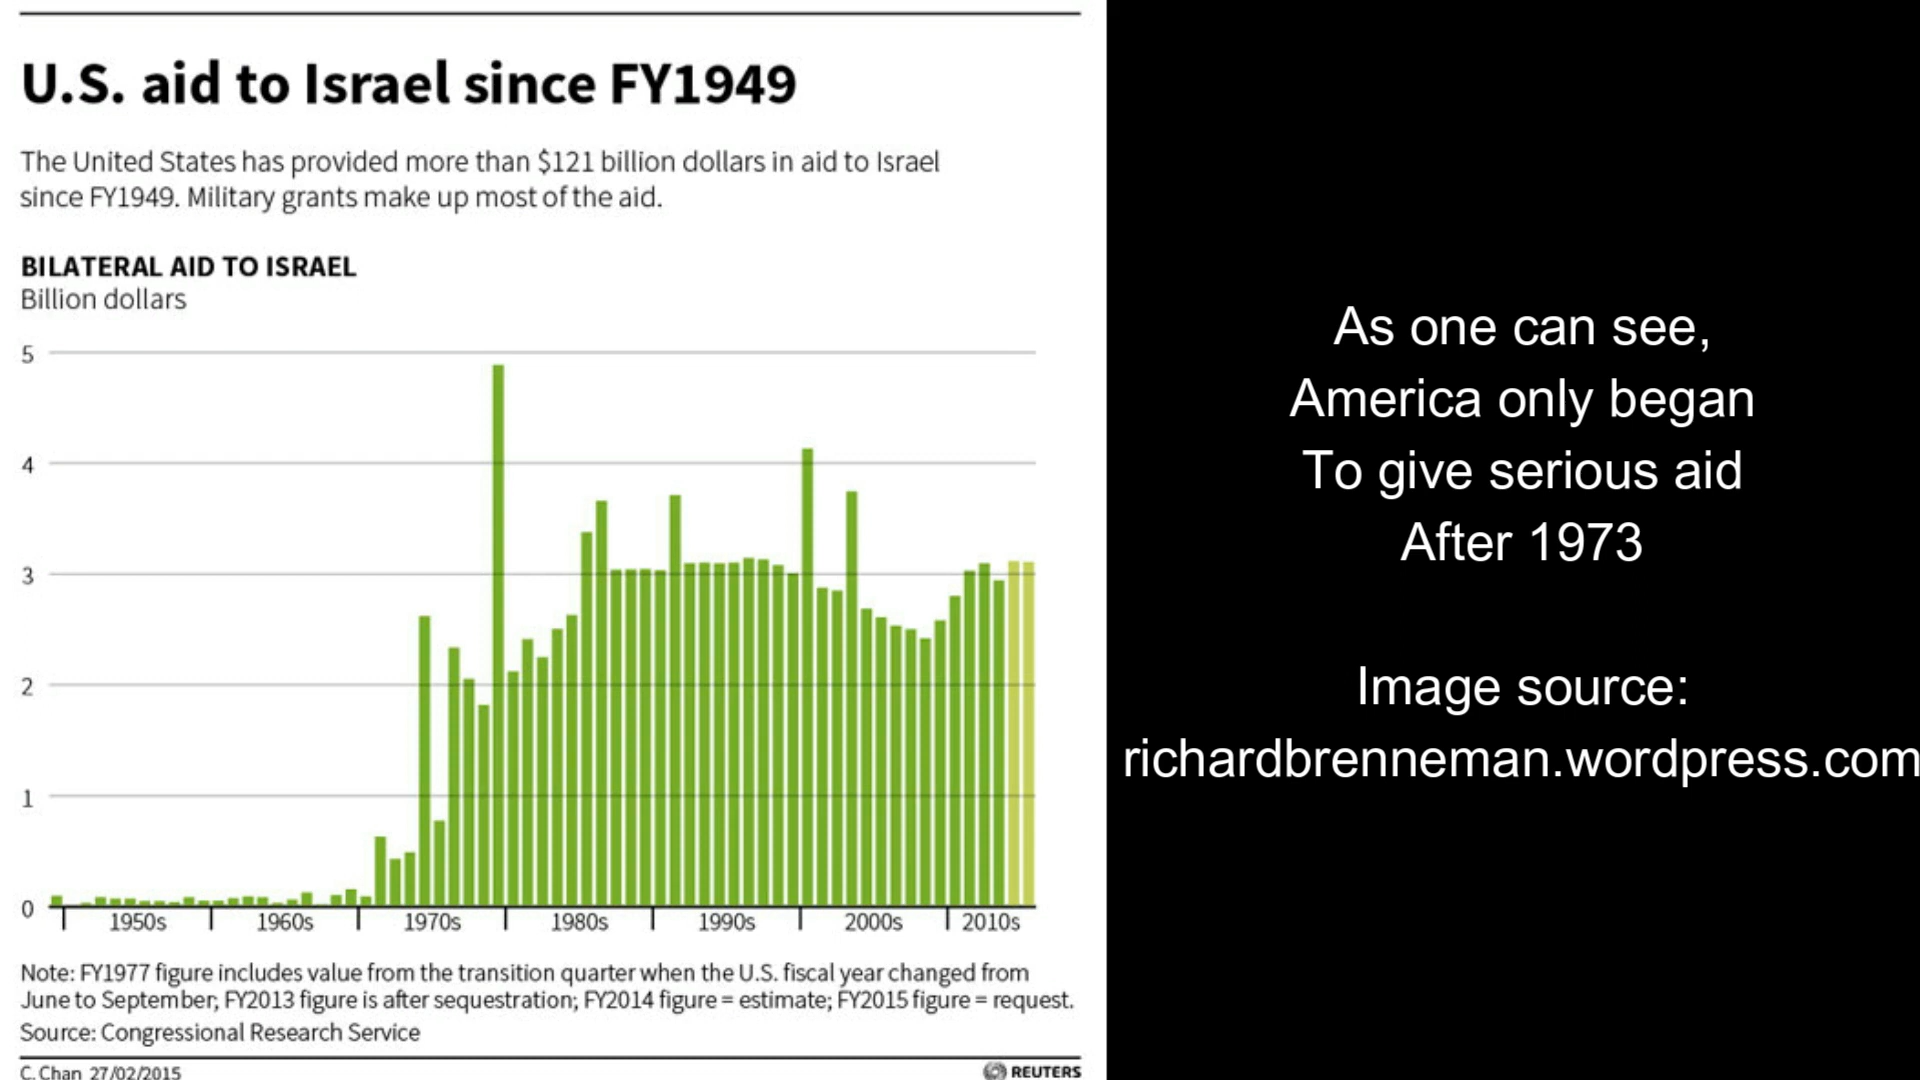 U.S. aid to Israel since FY1949
The United States has provided more than $121 billion dollars in aid to Israel
since FY1949. Military grants make up most of the aid.
BILATERAL AID TO ISRAEL
Billion dollars
5
4
3
2
1
0
1950s 1960s 1970s 1980s 1990s 2000s 2010s
Note: FY1977 figure includes value from the transition quarter when the U.S. fiscal year changed from
June to September; FY2013 figure is after sequestration; FY2014 figure = estimate; FY2015 figure = request.
Source: Congressional Research Service
C. Chan 27/02/2015
REUTERS
As one can see,
America only began
To give serious aid
After 1973
Image source:
richardbrenneman.wordpress.com